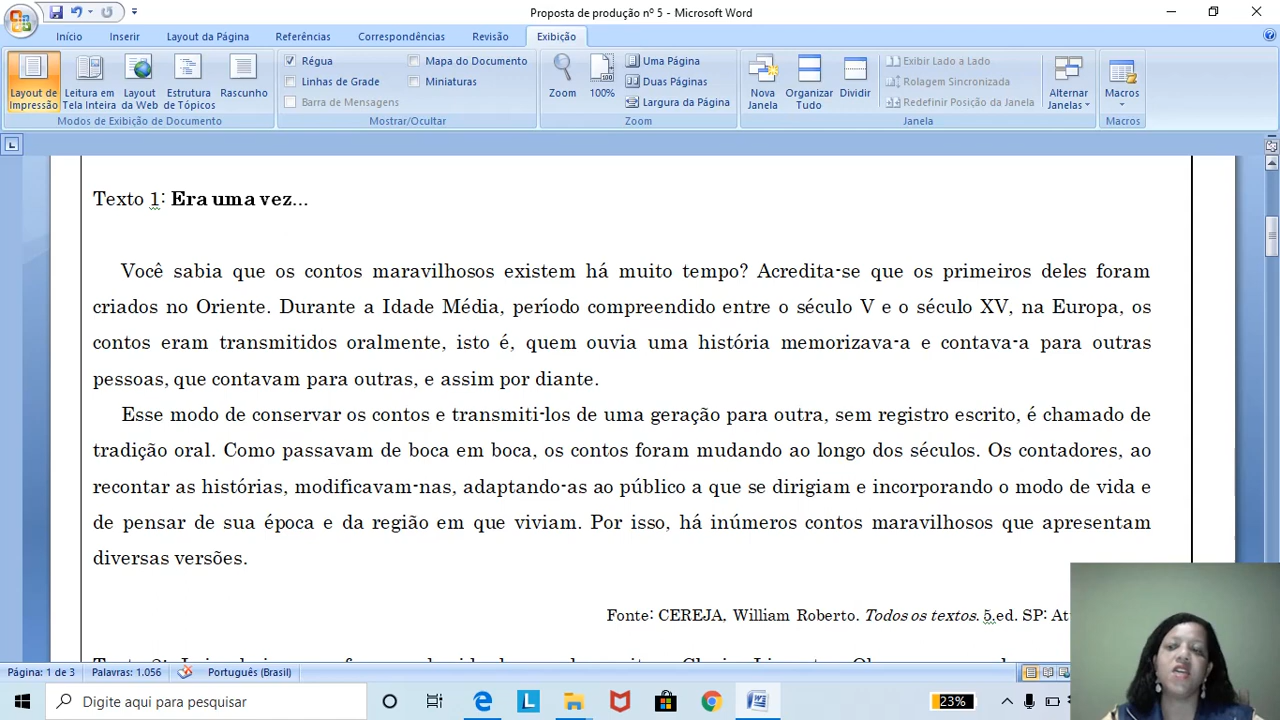 Proposta de produção nº 5 - Microsoft Word
Início Inserir Layout da Página Referências Correspondências Revisão Exibição
Layout de Impressão
Leitura em Tela Inteira
Layout da Web
Estrutura de Tópicos
Rascunho
Modos de Exibição de Documento
Régua
Linhas de Grade
Barra de Mensagens
Mapa do Documento
Miniaturas
Mostrar/Ocultar
Zoom
100%
Uma Página
Duas Páginas
Largura da Página
Zoom
Nova Janela
Organizar Tudo
Dividir
Exibir Lado a Lado
Rolagem Sincronizada
Redefinir Posição da Janela
Alternar Janelas
Janela
Macros
Macros
Texto 1: Era uma vez...
Você sabia que os contos maravilhosos existem há muito tempo? Acredita-se que os primeiros deles foram
criados no Oriente. Durante a Idade Média, período compreendido entre o século V e o século XV, na Europa, os
contos eram transmitidos oralmente, isto é, quem ouvia uma história memorizava-a e contava-a para outras
pessoas, que contavam para outras, e assim por diante.
Esse modo de conservar os contos e transmiti-los de uma geração para outra, sem registro escrito, é chamado de
tradição oral. Como passavam de boca em boca, os contos foram mudando ao longo dos séculos. Os contadores, ao
recontar as histórias, modificavam-nas, adaptando-as ao público a que se dirigiam e incorporando o modo de vida e
de pensar de sua época e da região em que viviam. Por isso, há inúmeros contos maravilhosos que apresentam
diversas versões.
Fonte: CEREJA, William Roberto. Todos os textos. 5.ed. SP: At
Página: 1 de 3 Palavras: 1.056 Português (Brasil)
Digite aqui para pesquisar
23%